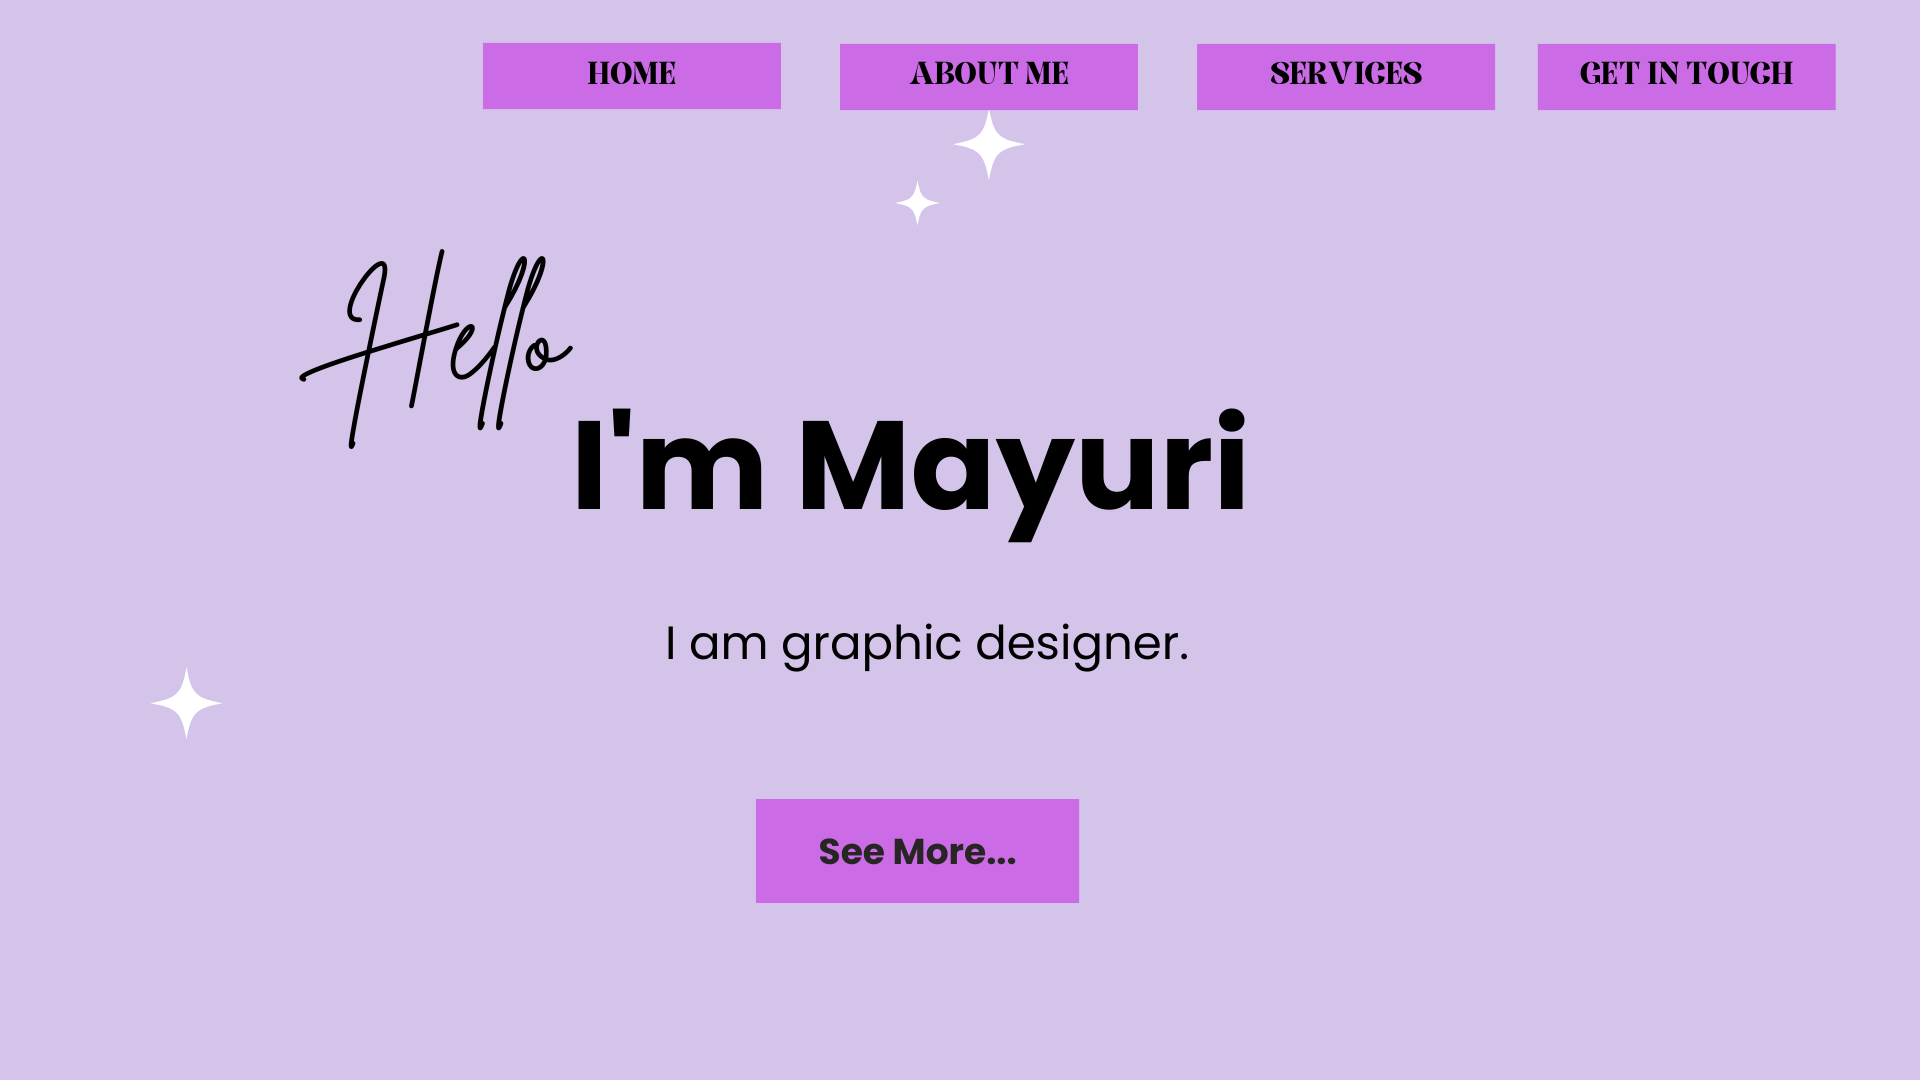 HOME ABOUT ME SERVICES GET IN TOUCH
Hello
I'm Mayuri
I am graphic designer.
See More...